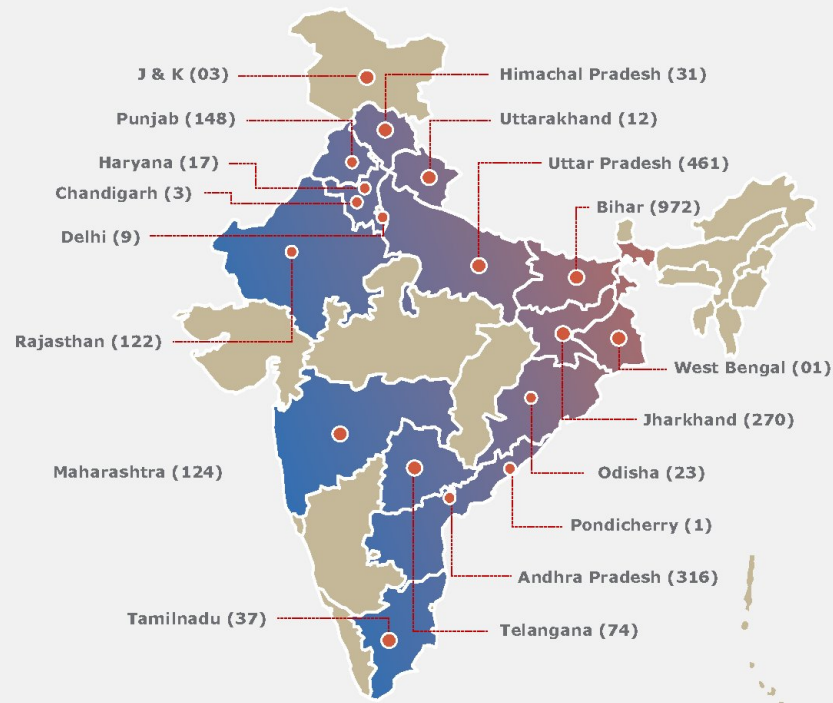 J & K (03)
Himachal Pradesh (31)
Punjab (148)
Uttarakhand (12)
Haryana (17)
Uttar Pradesh (461)
Chandigarh (3)
Bihar (972)
Delhi (9)
Rajasthan (122)
West Bengal (01)
Jharkhand (270)
Maharashtra (124)
Odisha (23)
Pondicherry (1)
Andhra Pradesh (316)
Tamilnadu (37)
Telangana (74)